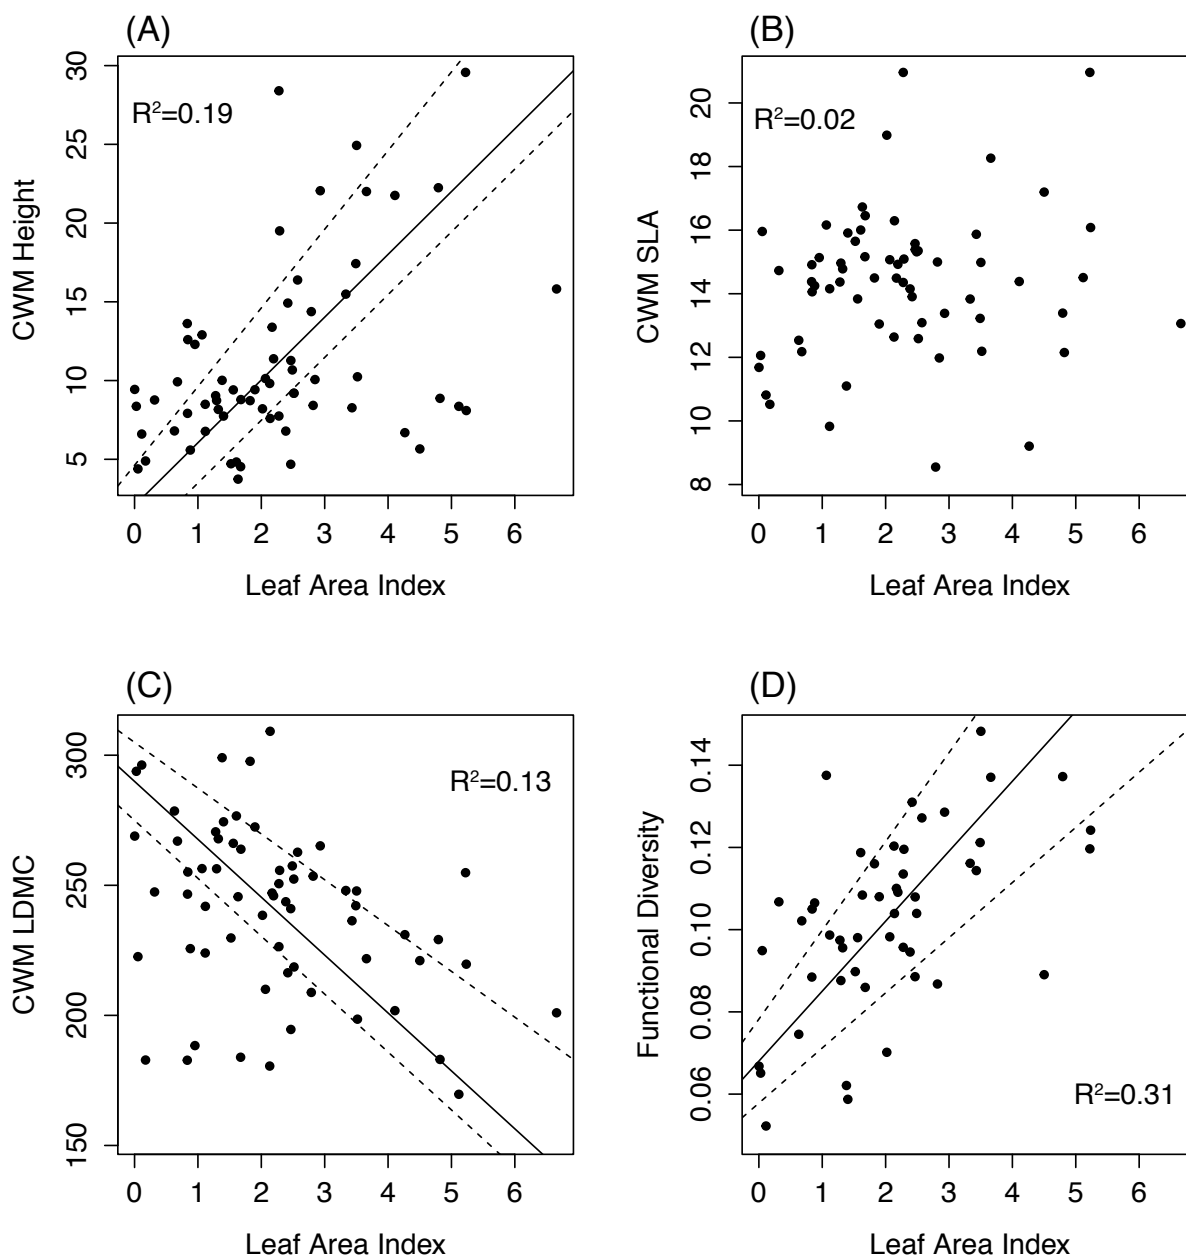 (A)
R²=0.19
CWM Height
30
25
20
15
10
5
0 1 2 3 4 5 6
Leaf Area Index
(B)
R²=0.02
CWM SLA
20
18
16
14
12
10
8
0 1 2 3 4 5 6
Leaf Area Index
(C)
R²=0.13
CWM LDMC
300
250
200
150
0 1 2 3 4 5 6
Leaf Area Index
(D)
R²=0.31
Functional Diversity
0.14
0.12
0.10
0.08
0.06
0 1 2 3 4 5 6
Leaf Area Index